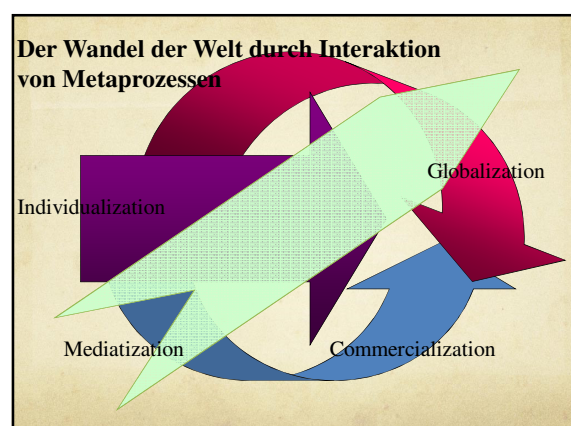 Der Wandel der Welt durch Interaktion
von Metaprozessen
Globalization
Individualization
Mediatization
Commercialization